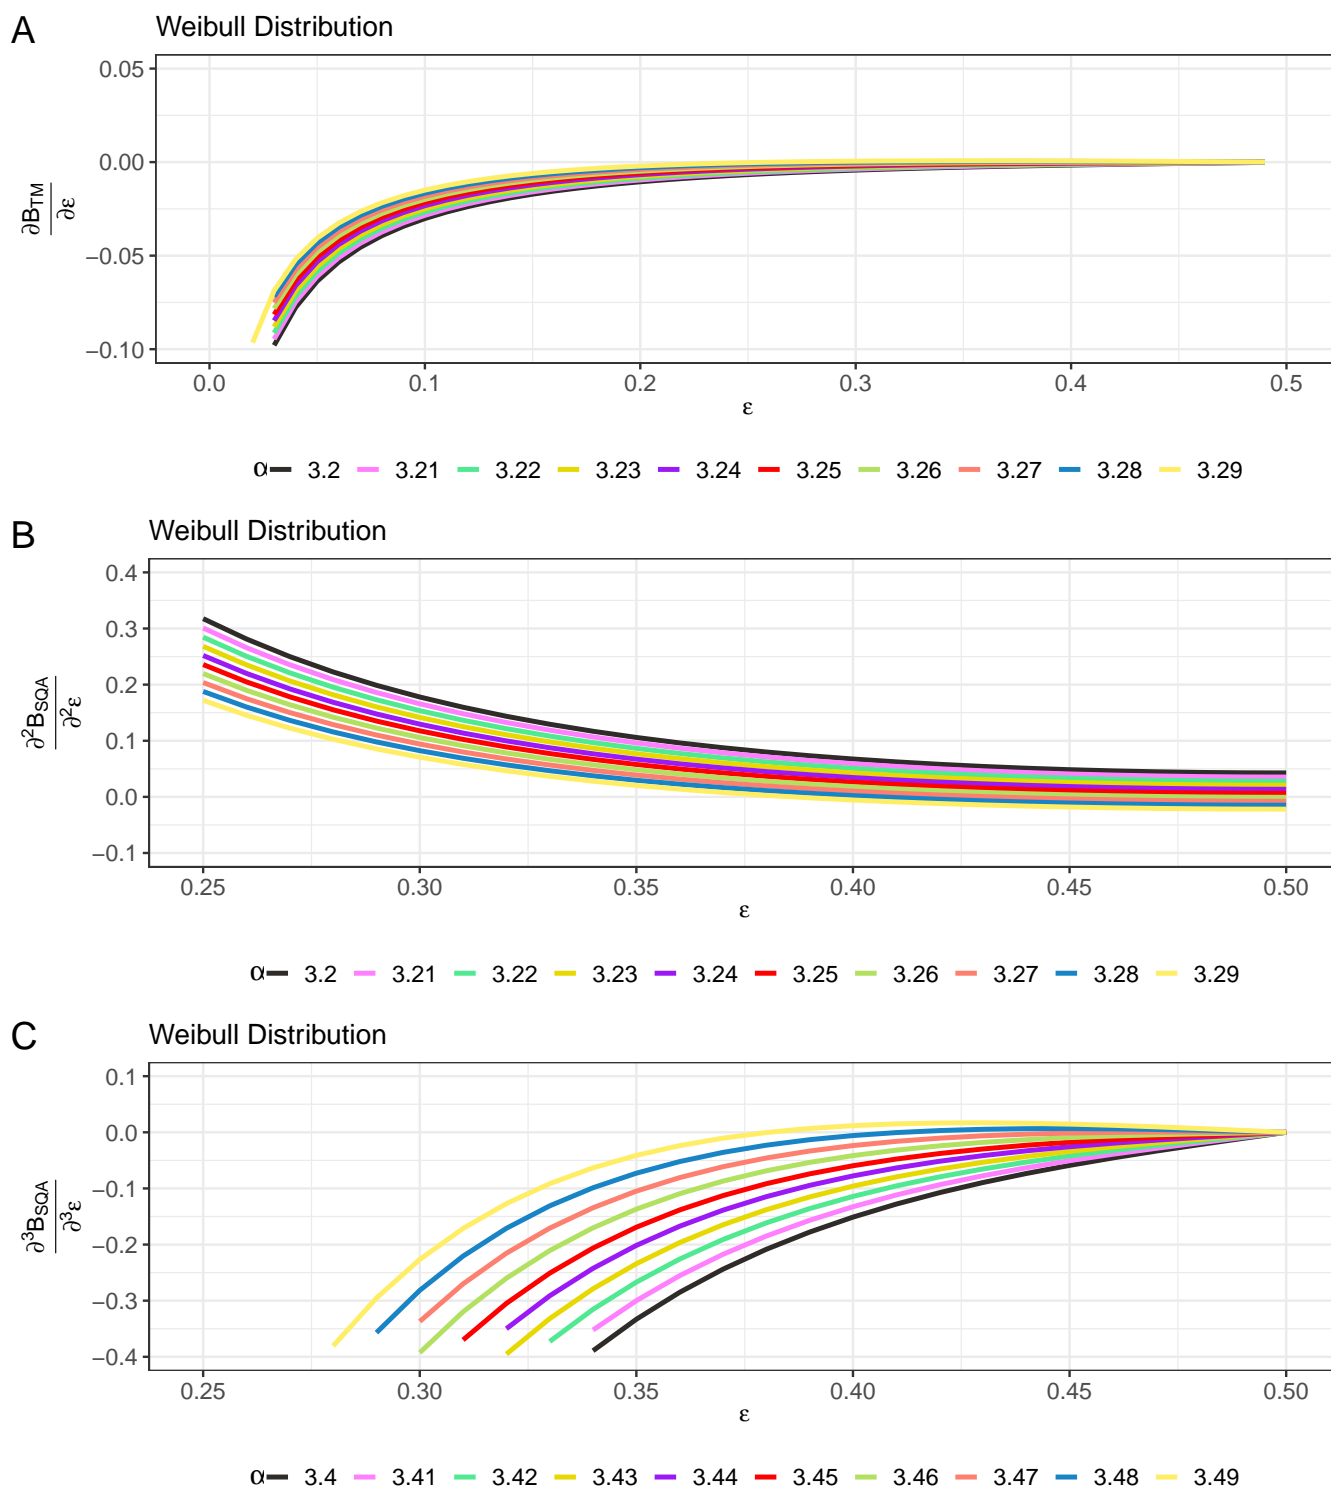 A
Weibull Distribution
0.05
0.00
−0.05
−0.10
∂B_TM
∂ε
0.0 0.1 0.2 0.3 0.4 0.5
ε
α 3.2 3.21 3.22 3.23 3.24 3.25 3.26 3.27 3.28 3.29
B
Weibull Distribution
0.4
0.3
0.2
0.1
0.0
−0.1
∂²B_SQA
∂²ε
0.25 0.30 0.35 0.40 0.45 0.50
ε
α 3.2 3.21 3.22 3.23 3.24 3.25 3.26 3.27 3.28 3.29
C
Weibull Distribution
0.1
0.0
−0.1
−0.2
−0.3
−0.4
∂³B_SQA
∂³ε
0.25 0.30 0.35 0.40 0.45 0.50
ε
α 3.4 3.41 3.42 3.43 3.44 3.45 3.46 3.47 3.48 3.49